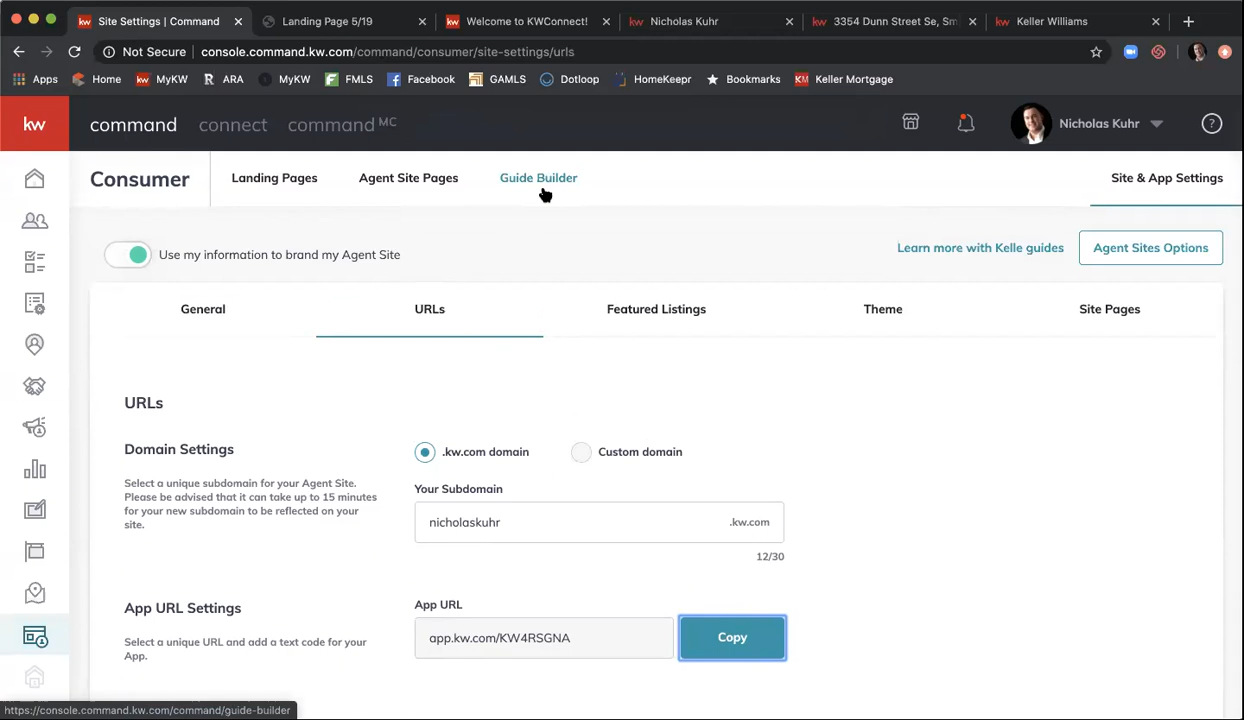 Site Settings | Command
Landing Page 5/19
kw Welcome to KWConnect!
Nicholas Kuhr
3354 Dunn Street Se, Sm
Keller Williams
Not Secure console.command.kw.com/command/consumer/site-settings/urls
Apps Home MyKW ARA MyKW FMLS Facebook GAMLS Dotloop HomeKeepr Bookmarks KM Keller Mortgage
kw command connect command MC Nicholas Kuhr ?
Consumer Landing Pages Agent Site Pages Guide Builder Site & App Settings
Use my information to brand my Agent Site Learn more with Kelle guides Agent Sites Options
General URLs Featured Listings Theme Site Pages
URLs
Domain Settings .kw.com domain Custom domain
Select a unique subdomain for your Agent Site.
Please be advised that it can take up to 15 minutes
for your new subdomain to be reflected on your
site.
Your Subdomain
nicholaskuhr .kw.com
12/30
App URL Settings
Select a unique URL and add a text code for your
App.
App URL
app.kw.com/KW4RSGNA Copy
https://console.command.kw.com/command/guide-builder